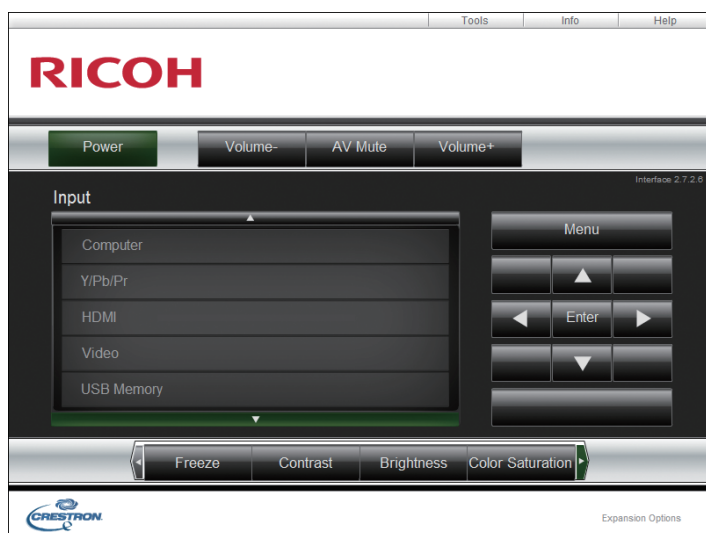 Tools Info Help
RICOH
Power Volume- AV Mute Volume+
Interface 2.7.2.6
Input
Computer
Menu
Y/Pb/Pr
HDMI
Enter
Video
USB Memory
Freeze Contrast Brightness Color Saturation
CRESTRON
Expansion Options